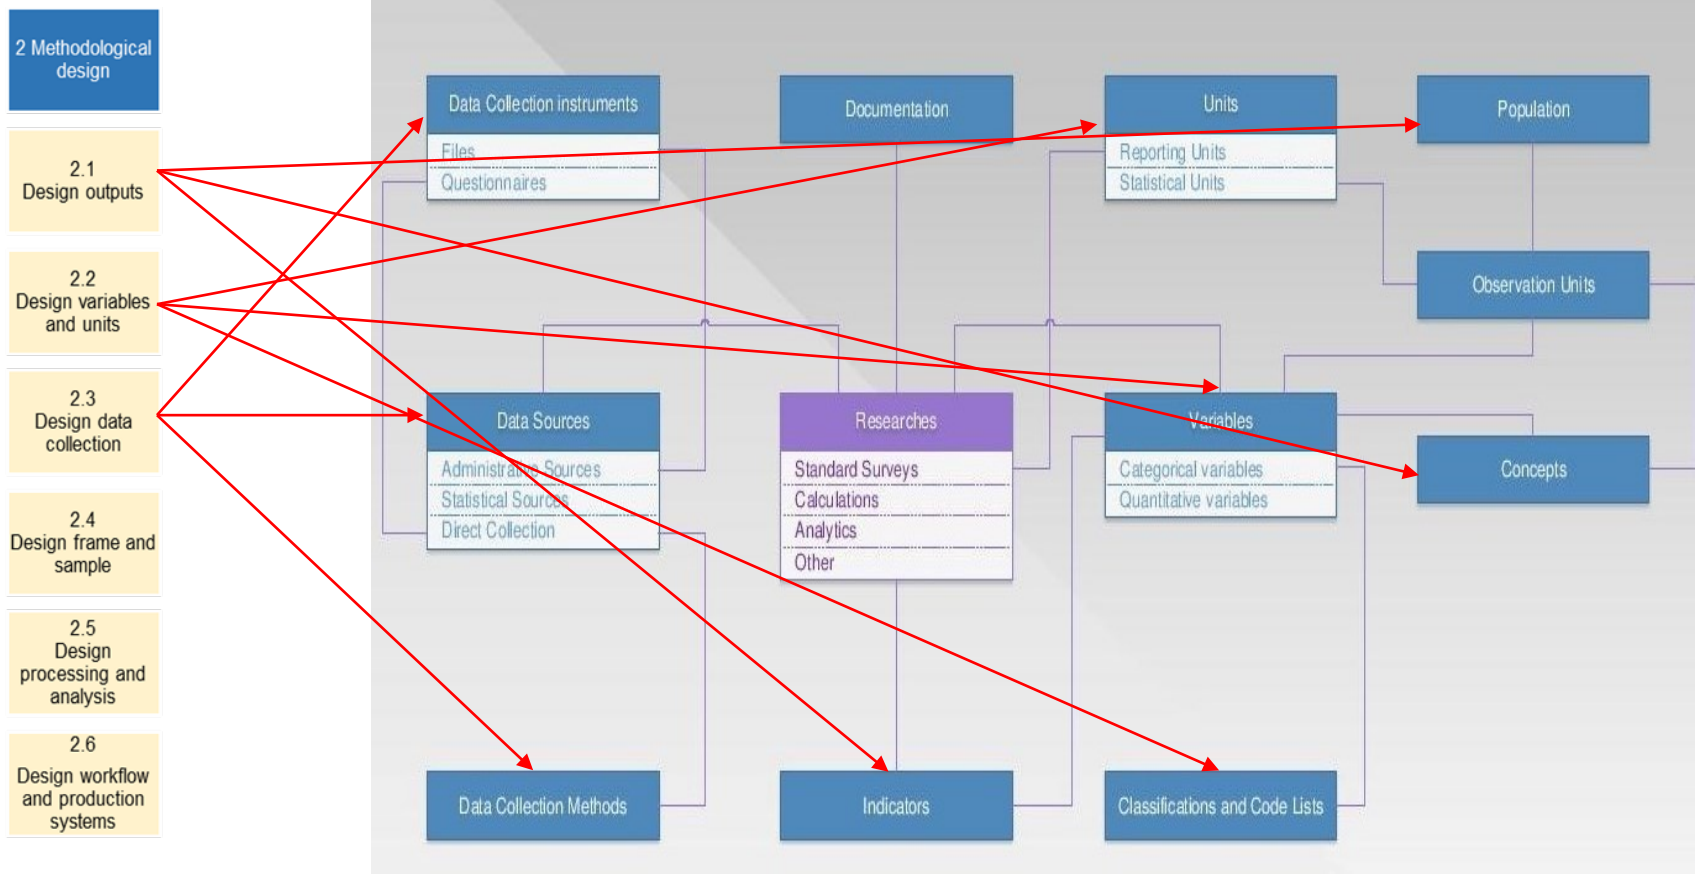 2 Methodological
design
2.1
Design outputs
2.2
Design variables
and units
2.3
Design data
collection
2.4
Design frame and
sample
2.5
Design
processing and
analysis
2.6
Design workflow
and production
systems
Data Collection instruments
Files
Questionnaires
Documentation
Units
Reporting Units
Statistical Units
Population
Observation Units
Data Sources
Administrative Sources
Statistical Sources
Direct Collection
Researches
Standard Surveys
Calculations
Analytics
Other
Variables
Categorical variables
Quantitative variables
Concepts
Data Collection Methods
Indicators
Classifications and Code Lists